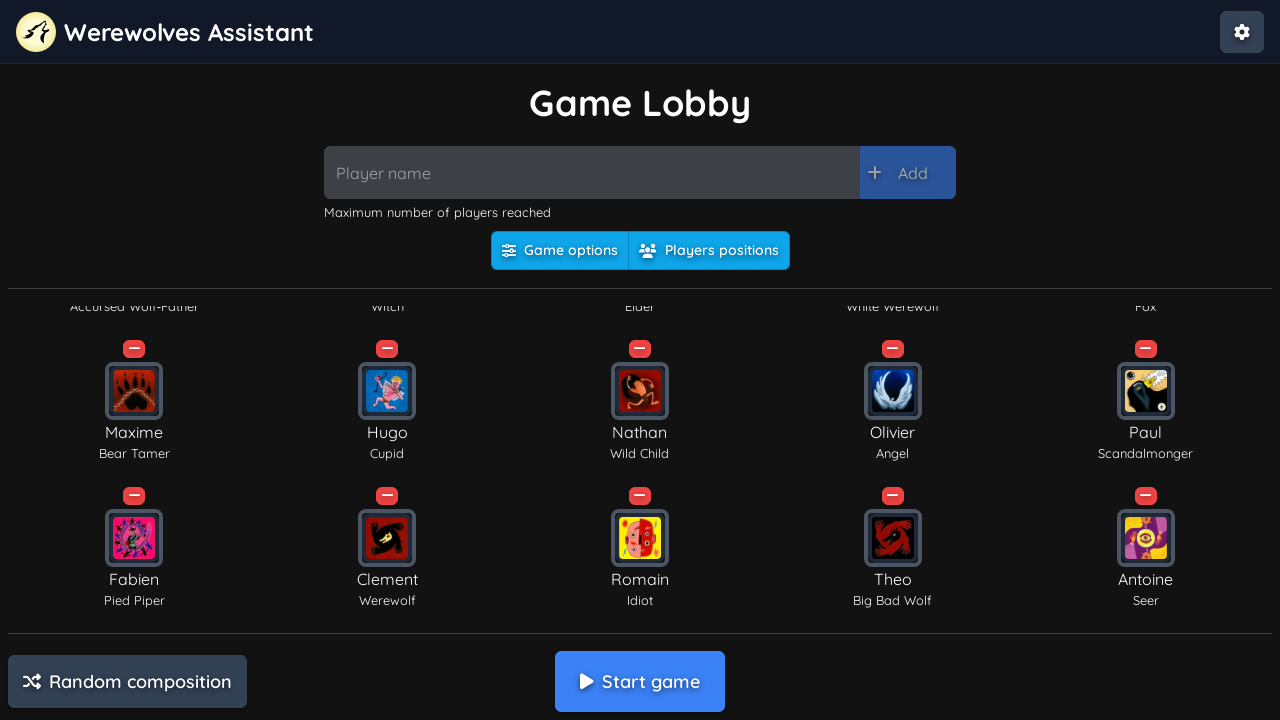 Werewolves Assistant
Game Lobby
Player name
Add
Maximum number of players reached
Game options
Players positions
Accursed Wolf-Father
Witch
Elder
White Werewolf
Fox
Maxime
Hugo
Nathan
Olivier
Paul
Bear Tamer
Cupid
Wild Child
Angel
Scandalmonger
Fabien
Clement
Romain
Theo
Antoine
Pied Piper
Werewolf
Idiot
Big Bad Wolf
Seer
Random composition
Start game